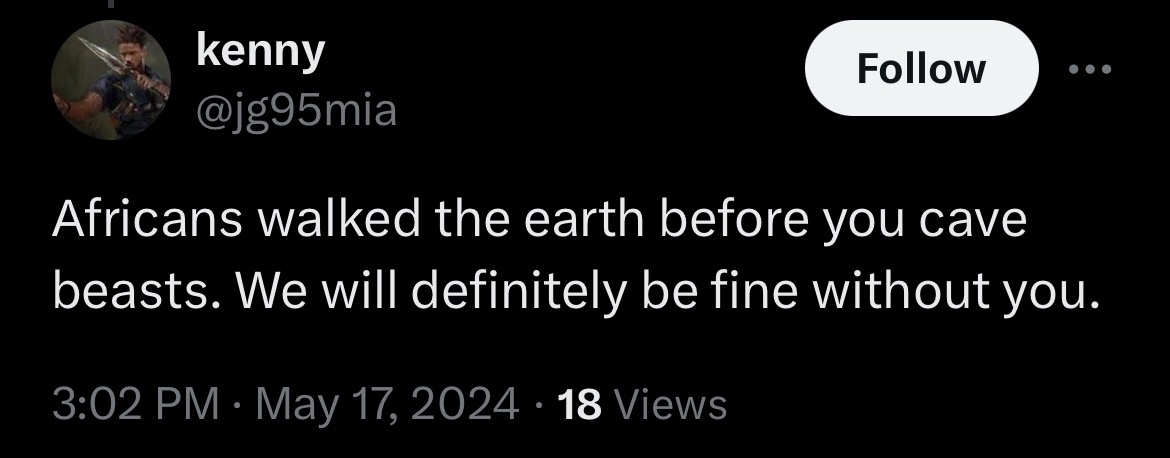 kenny
@jg95mia
Follow
Africans walked the earth before you cave
beasts. We will definitely be fine without you.
3:02 PM · May 17, 2024 · 18 Views